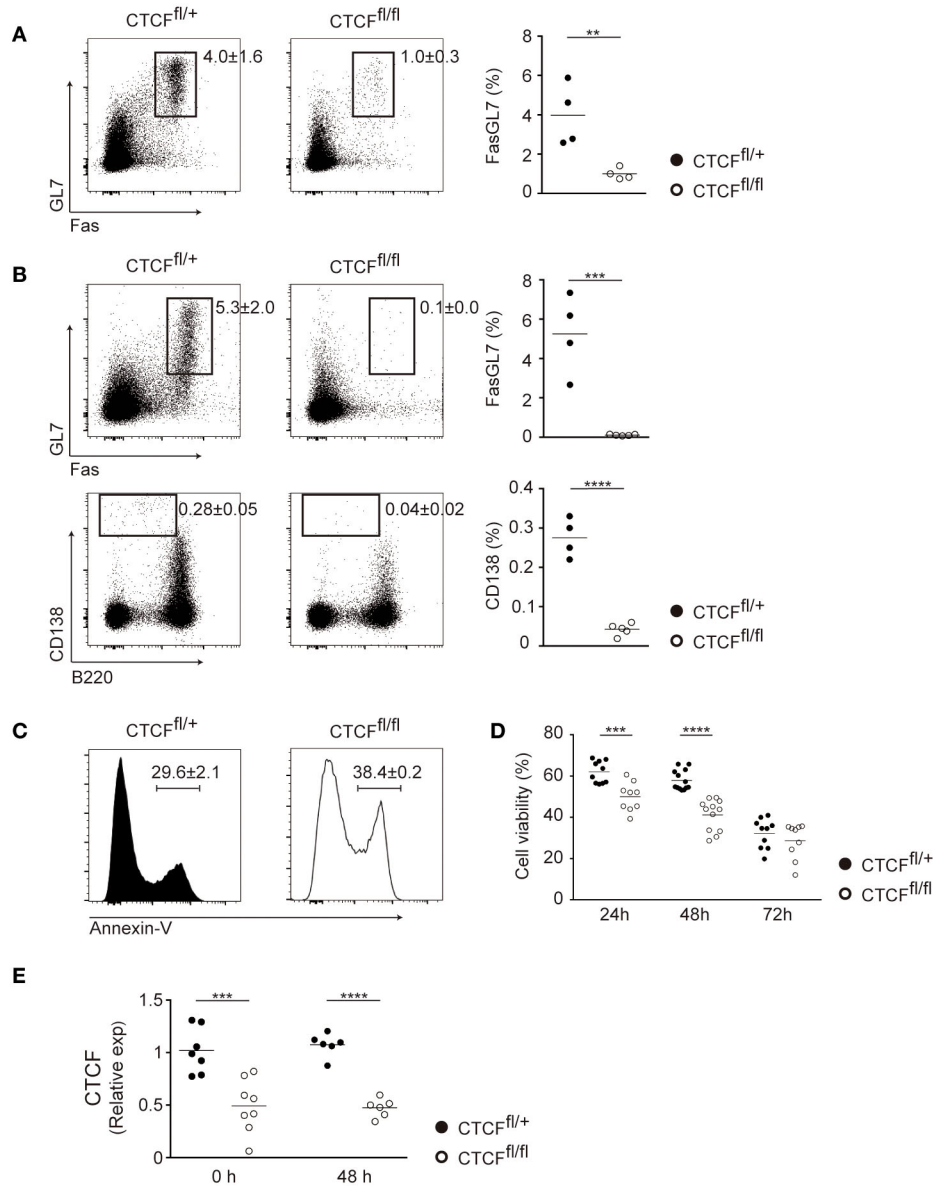 A
CTCFfl/+
CTCFfl/fl
4.0±1.6
1.0±0.3
GL7
Fas
8
6
4
2
0
FasGL7 (%)
**
CTCFfl/+
CTCFfl/fl
B
CTCFfl/+
CTCFfl/fl
5.3±2.0
0.1±0.0
GL7
Fas
8
6
4
2
0
FasGL7 (%)
***
0.28±0.05
0.04±0.02
CD138
B220
0.4
0.3
0.2
0.1
0
CD138 (%)
****
CTCFfl/+
CTCFfl/fl
C
CTCFfl/+
CTCFfl/fl
29.6±2.1
38.4±0.2
Annexin-V
D
80
60
40
20
0
Cell viability (%)
***
****
24h
48h
72h
CTCFfl/+
CTCFfl/fl
E
1.5
1
0.5
0
CTCF
(Relative exp)
***
****
0 h
48 h
CTCFfl/+
CTCFfl/fl